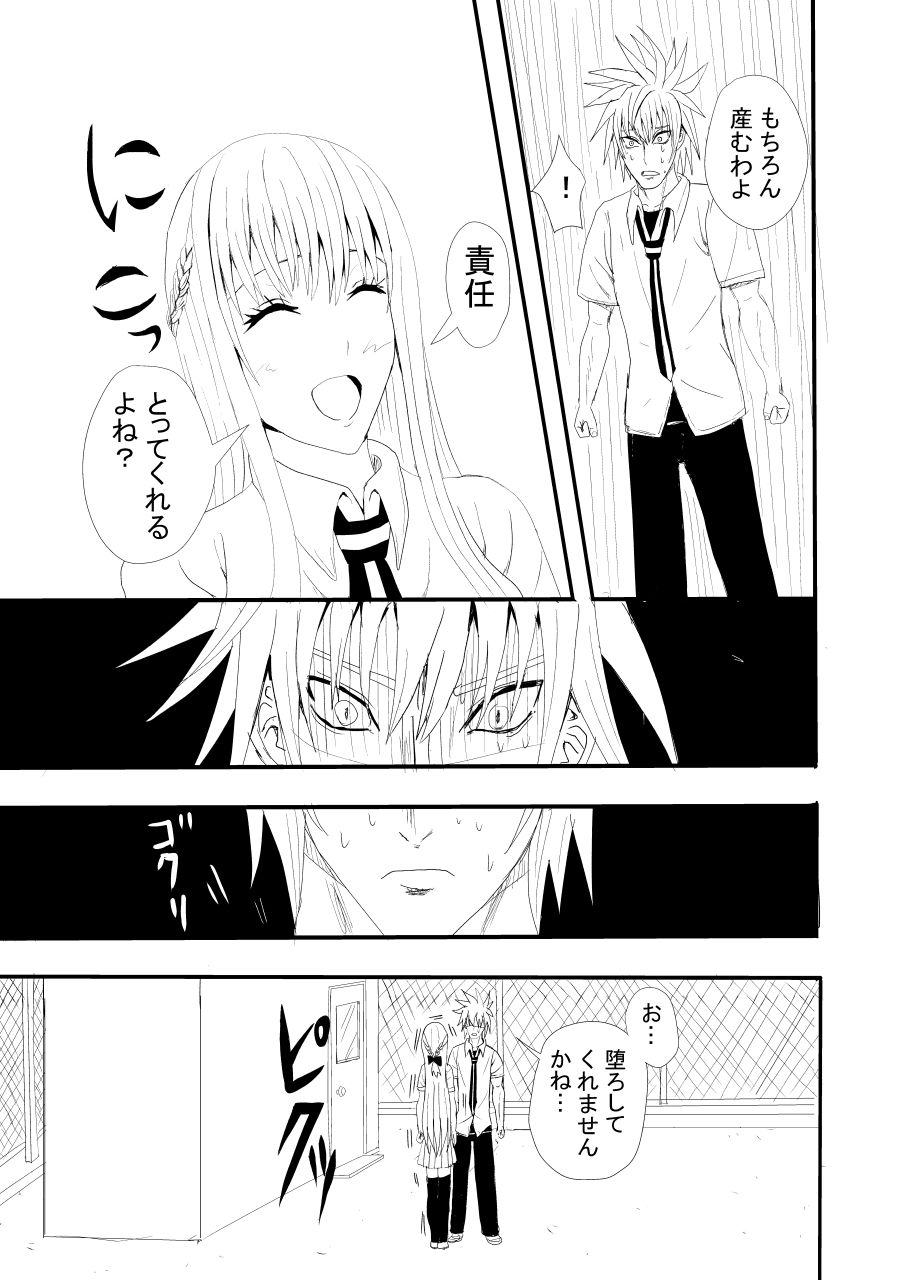 もちろん
産むわよ
！
責任
とってくれる
よね？
にこっ
ゴクリ
お…
堕ろして
くれません
かね…
ピクッ